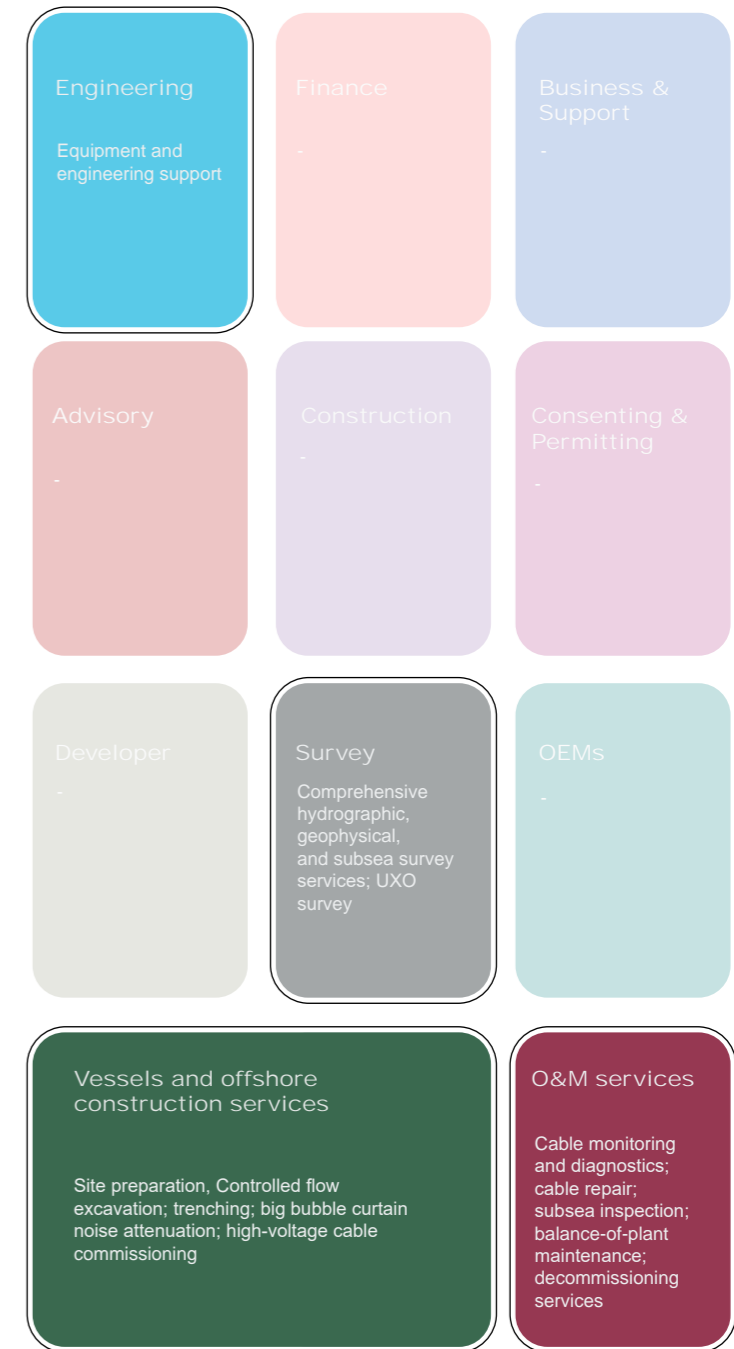 Engineering
Equipment and
engineering support
Finance
-
Business &
Support
-
Advisory
-
Construction
-
Consenting &
Permitting
-
Developer
-
Survey
Comprehensive
hydrographic,
geophysical,
and subsea survey
services; UXO
survey
OEMs
-
Vessels and offshore
construction services
Site preparation, Controlled flow
excavation; trenching; big bubble curtain
noise attenuation; high-voltage cable
commissioning
O&M services
Cable monitoring
and diagnostics;
cable repair;
subsea inspection;
balance-of-plant
maintenance;
decommissioning
services